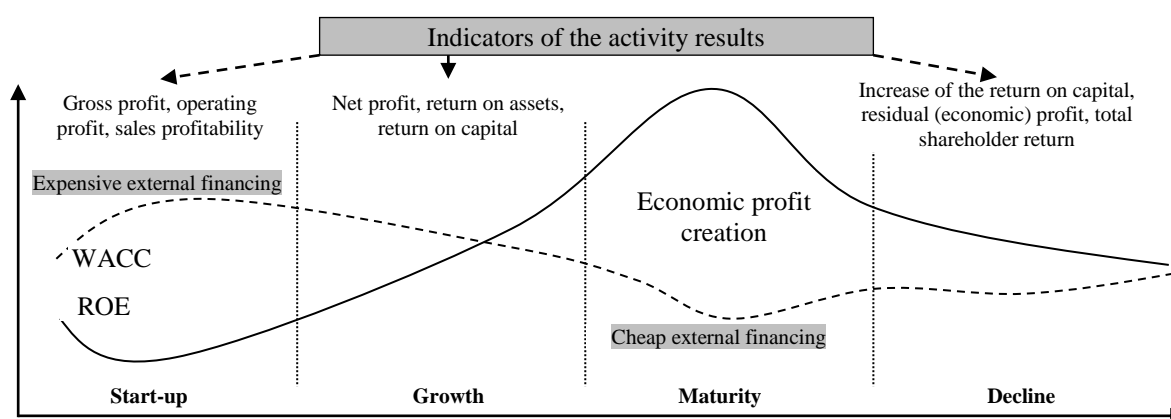 Indicators of the activity results
Gross profit, operating
profit, sales profitability
Net profit, return on assets,
return on capital
Increase of the return on capital,
residual (economic) profit, total
shareholder return
Expensive external financing
Economic profit
creation
WACC
ROE
Cheap external financing
Start-up
Growth
Maturity
Decline